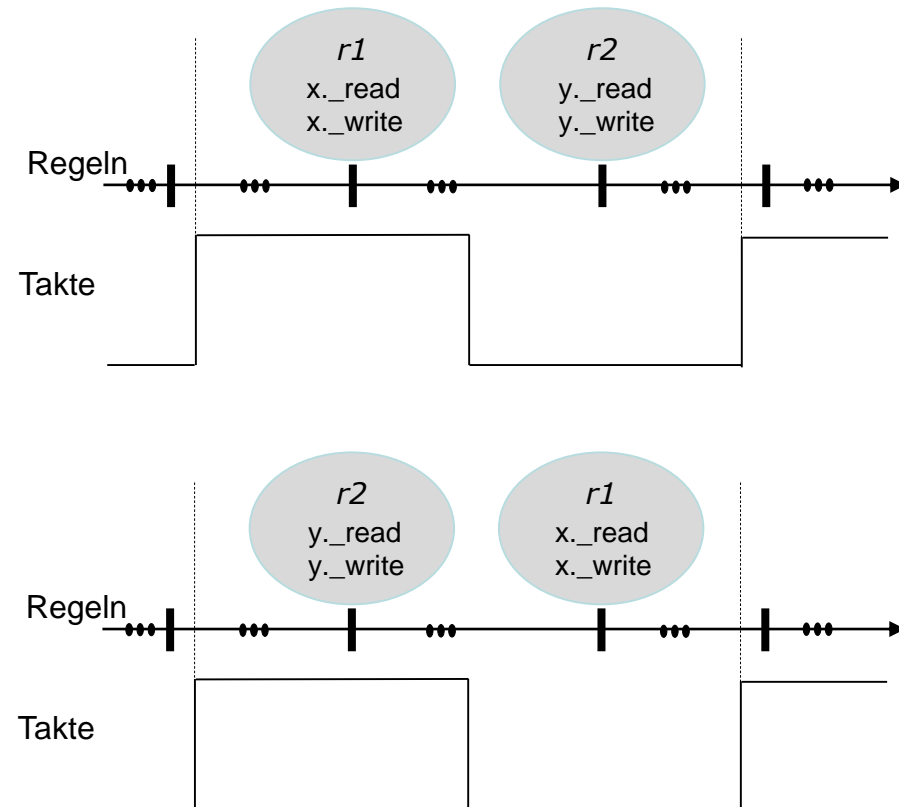 r1
x._read
x._write
r2
y._read
y._write
Regeln
Takte
r2
y._read
y._write
r1
x._read
x._write
Regeln
Takte